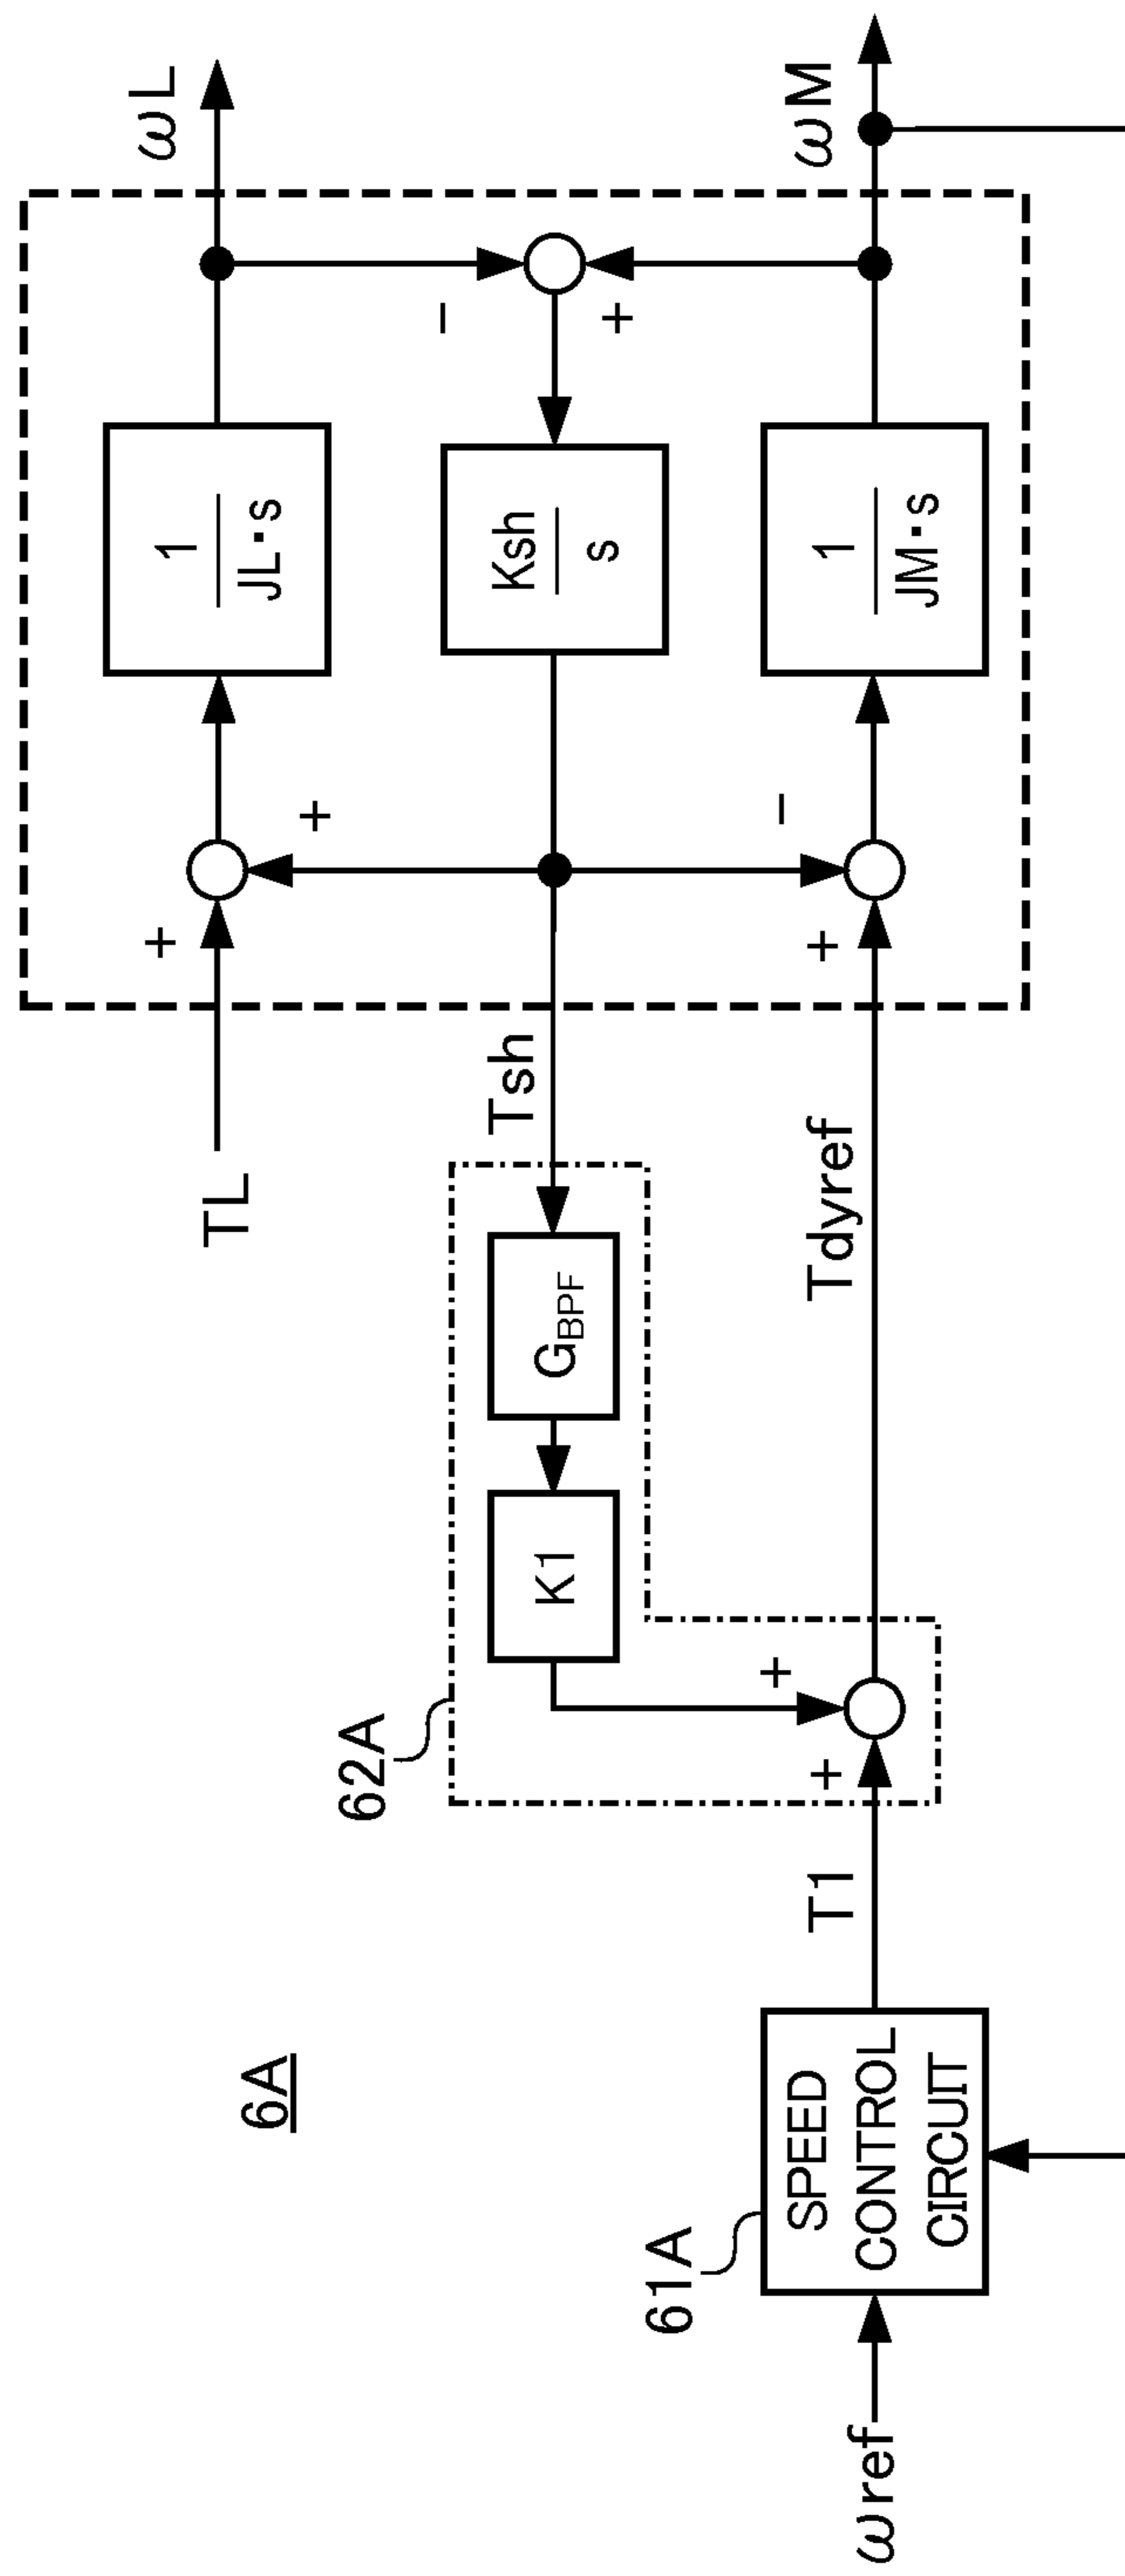 6A
TL
+
+
1
JL·s
ωL
62A
K1
GBPF
Tsh
Ksh
s
−
+
61A
ωref
SPEED
CONTROL
CIRCUIT
T1
+
+
Tdyref
+
−
1
JM·s
ωM